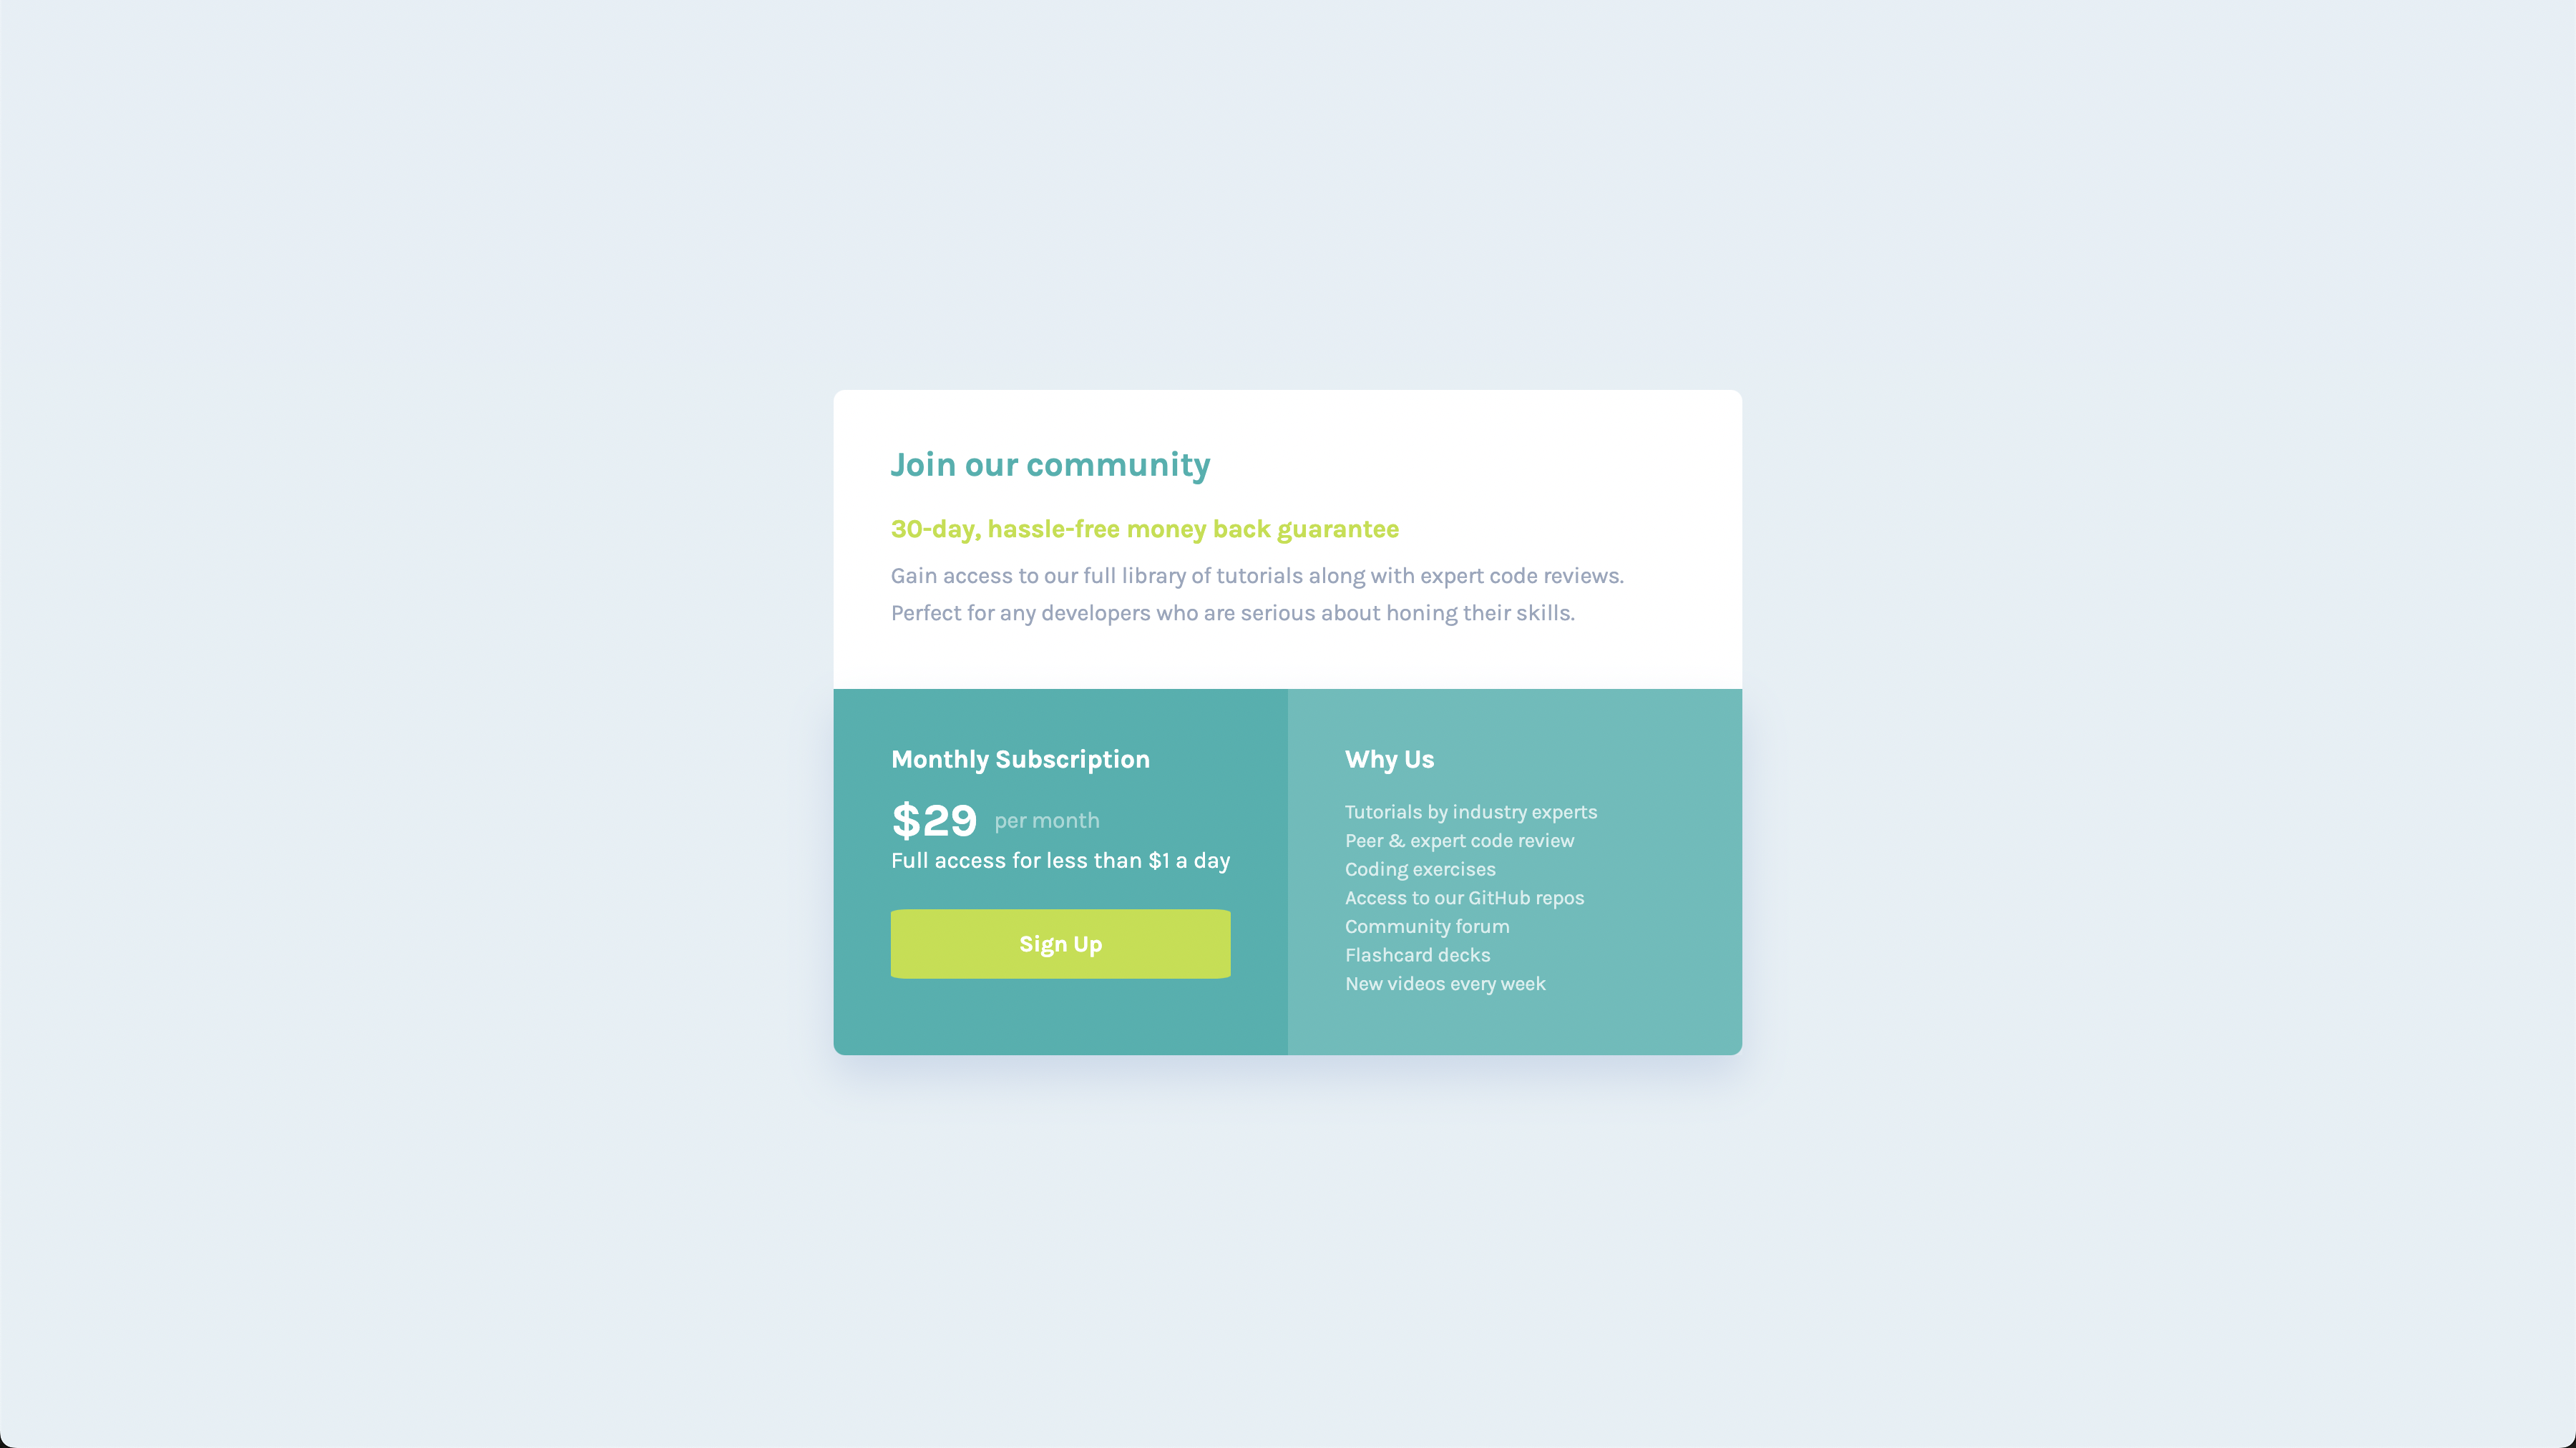 Join our community
30-day, hassle-free money back guarantee
Gain access to our full library of tutorials along with expert code reviews.
Perfect for any developers who are serious about honing their skills.
Monthly Subscription
$29 per month
Full access for less than $1 a day
Sign Up
Why Us
Tutorials by industry experts
Peer & expert code review
Coding exercises
Access to our GitHub repos
Community forum
Flashcard decks
New videos every week